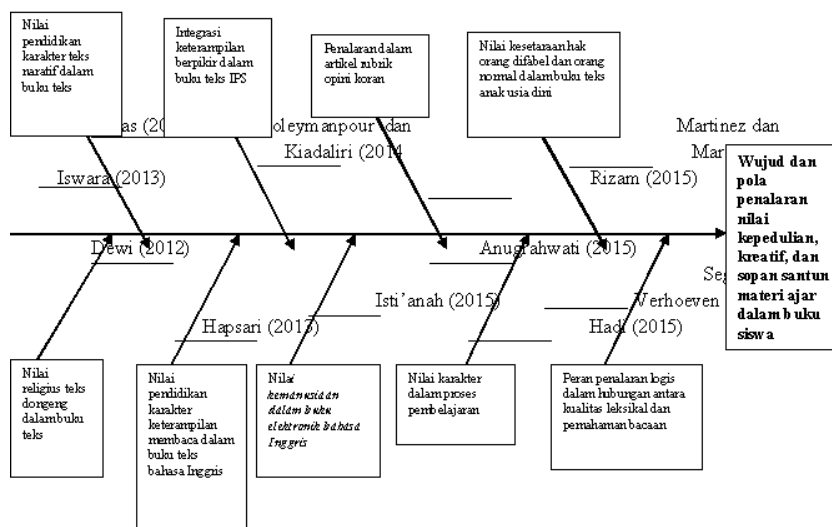 Nilai
pendidikan
karakter teks
naratif dalam
buku teks
Integrasi
keterampilan
berpikir dalam
buku teks IPS
Penalaran dalam
artikel rubrik
opini koran
Nilai kesetaraan hak
orang difabel dan orang
normal dalam buku teks
anak usia dini
dan
Kiadaliri (2014
Martinez dan
Iswara (2013)
Rizam (2015)
Wujud dan
pola
penalaran
nilai
kepedulian,
kreatif, dan
sopan santun
materi ajar
dalam buku
siswa
Dewi (2012)
Anugrahwati (2015)
Isti’anah (2015)
Verhoeven
Hapsari (2013)
Hadi (2015)
Nilai
religius teks
dongeng
dalam buku
teks
Nilai
pendidikan
karakter
keterampilan
membaca dalam
buku teks
bahasa Inggris
Nilai
kemanusiaan
dalam buku
elektronik bahasa
Inggris
Nilai karakter
dalam proses
pembelajaran
Peran penalaran logis
dalam hubungan antara
kualitas leksikal dan
pemahaman bacaan